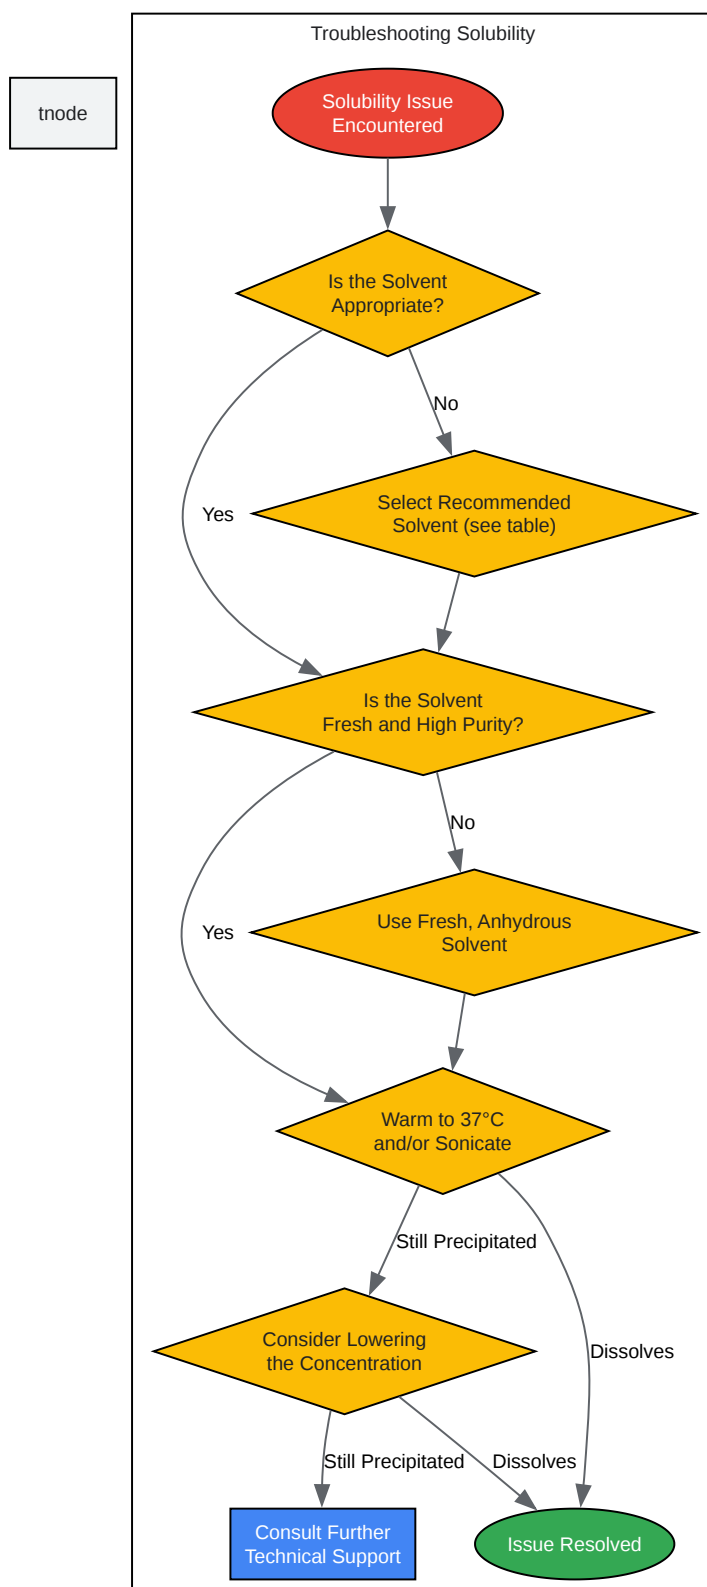 Troubleshooting Solubility
tnode
Solubility Issue
Encountered
Is the Solvent
Appropriate?
No
Select Recommended
Solvent (see table)
Yes
Is the Solvent
Fresh and High Purity?
No
Use Fresh, Anhydrous
Solvent
Yes
Warm to 37°C
and/or Sonicate
Still Precipitated
Consider Lowering
the Concentration
Dissolves
Still Precipitated
Dissolves
Consult Further
Technical Support
Issue Resolved